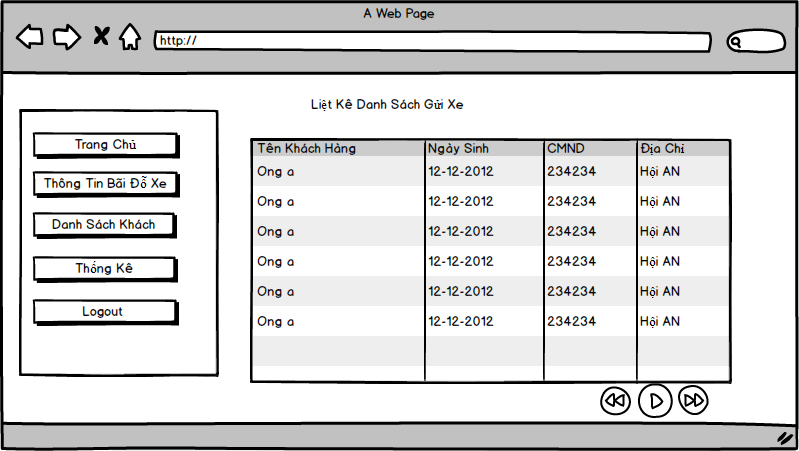 A Web Page
http://
Liệt Kê Danh Sách Gửi Xe
Trang Chủ
Thông Tin Bãi Đỗ Xe
Danh Sách Khách
Thống Kê
Logout
Tên Khách Hàng Ngày Sinh CMND Địa Chỉ
Ong a 12-12-2012 234234 Hội AN
Ong a 12-12-2012 234234 Hội AN
Ong a 12-12-2012 234234 Hội AN
Ong a 12-12-2012 234234 Hội AN
Ong a 12-12-2012 234234 Hội AN
Ong a 12-12-2012 234234 Hội AN